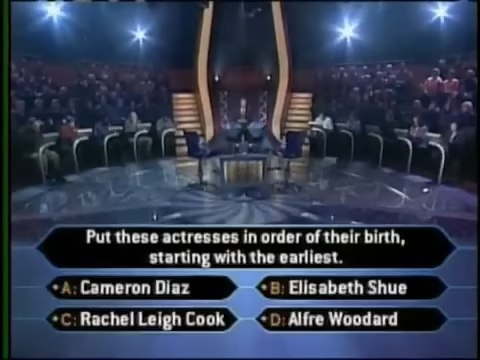 Put these actresses in order of their birth,
starting with the earliest.
A: Cameron Diaz
B: Elisabeth Shue
C: Rachel Leigh Cook
D: Alfre Woodard